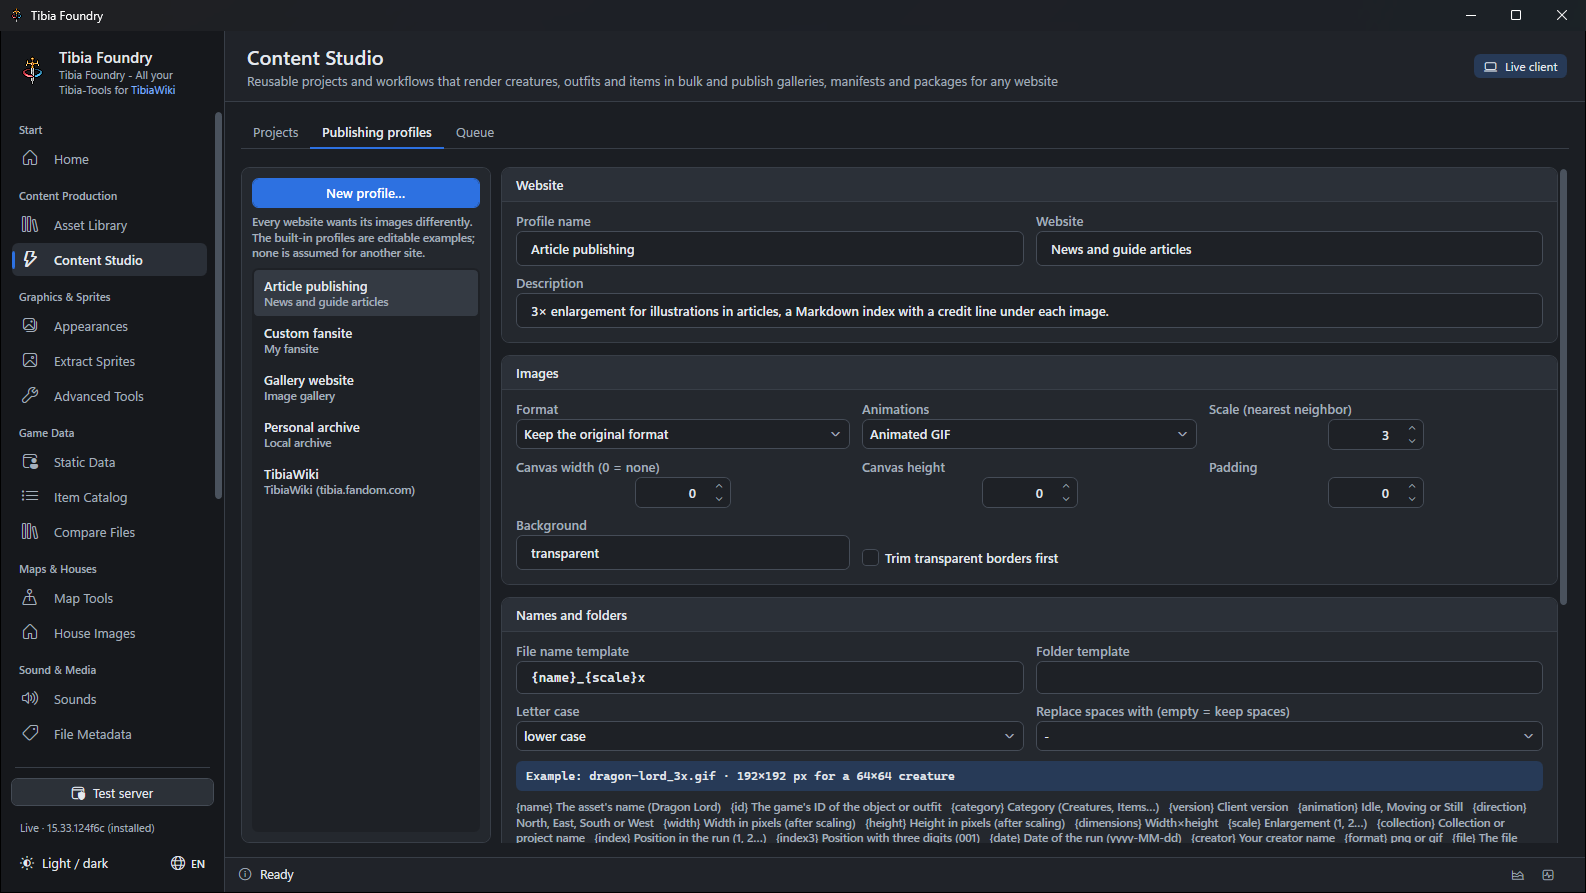 Tibia Foundry
Tibia Foundry
Tibia Foundry - All your
Tibia-Tools for TibiaWiki
Start
Home
Content Production
Asset Library
Content Studio
Graphics & Sprites
Appearances
Extract Sprites
Advanced Tools
Game Data
Static Data
Item Catalog
Compare Files
Maps & Houses
Map Tools
House Images
Sound & Media
Sounds
File Metadata
Test server
Live · 15.33.124f6c (installed)
Light / dark
EN
Content Studio
Reusable projects and workflows that render creatures, outfits and items in bulk and publish galleries, manifests and packages for any website
Live client
Projects
Publishing profiles
Queue
New profile...
Every website wants its images differently.
The built-in profiles are editable examples;
none is assumed for another site.
Article publishing
News and guide articles
Custom fansite
My fansite
Gallery website
Image gallery
Personal archive
Local archive
TibiaWiki
TibiaWiki (tibia.fandom.com)
Website
Profile name
Website
Article publishing
News and guide articles
Description
3× enlargement for illustrations in articles, a Markdown index with a credit line under each image.
Images
Format
Animations
Scale (nearest neighbor)
Keep the original format
Animated GIF
3
Canvas width (0 = none)
Canvas height
Padding
0
0
0
Background
transparent
Trim transparent borders first
Names and folders
File name template
Folder template
{name}_{scale}x
Letter case
Replace spaces with (empty = keep spaces)
lower case
-
Example: dragon-lord_3x.gif · 192×192 px for a 64×64 creature
{name} The asset's name (Dragon Lord) {id} The game's ID of the object or outfit {category} Category (Creatures, Items...) {version} Client version {animation} Idle, Moving or Still {direction}
North, East, South or West {width} Width in pixels (after scaling) {height} Height in pixels (after scaling) {dimensions} Width×height {scale} Enlargement (1, 2...) {collection} Collection or
project name {index} Position in the run (1, 2...) {index3} Position with three digits (001) {date} Date of the run (yyyy-MM-dd) {creator} Your creator name {format} png or gif {file} The file
Ready